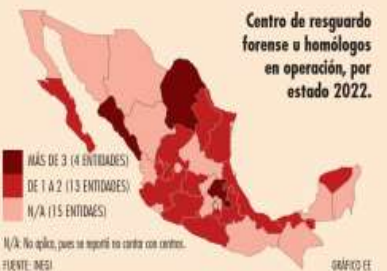 Centro de resguardo
forense u homólogos
en operación, por
estado 2022.
MÁS DE 3 (4 ENTIDADES)
DE 1 A 2 (13 ENTIDADES)
N/A (15 ENTIDAES)
N/A: No aplica, pues se reportó no contar con centros.
FUENTE: INEGI
GRÁFICO EE